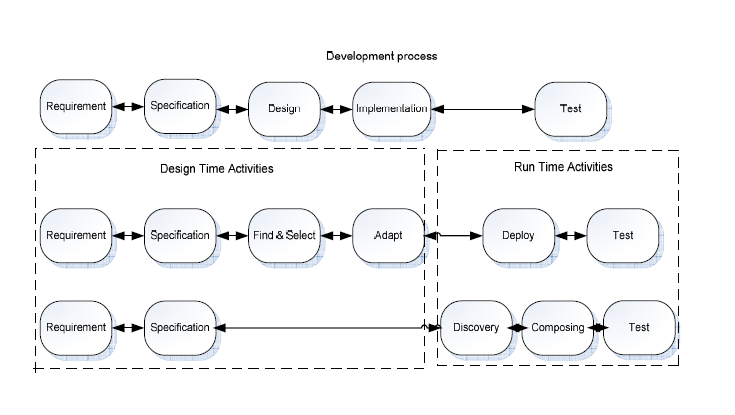 Development process
Requirement
Specification
Design
Implementation
Test
Design Time Activities
Run Time Activities
Requirement
Specification
Find & Select
Adapt
Deploy
Test
Requirement
Specification
Discovery
Composing
Test